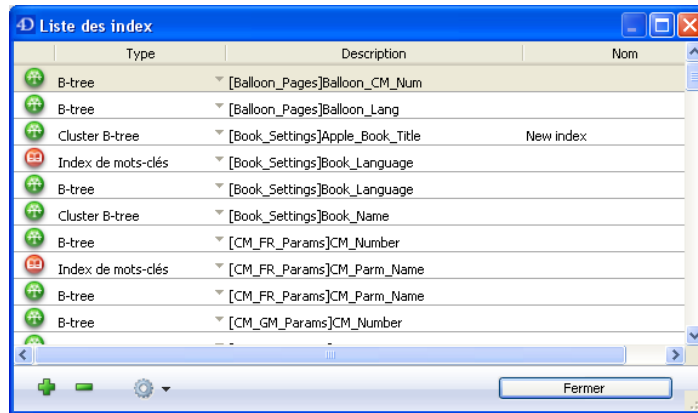 4D Liste des index
Type Description Nom
B-tree [Balloon_Pages]Balloon_CM_Num
B-tree [Balloon_Pages]Balloon_Lang
Cluster B-tree [Book_Settings]Apple_Book_Title New index
Index de mots-clés [Book_Settings]Book_Language
B-tree [Book_Settings]Book_Language
Cluster B-tree [Book_Settings]Book_Name
B-tree [CM_FR_Params]CM_Number
Index de mots-clés [CM_FR_Params]CM_Parm_Name
B-tree [CM_FR_Params]CM_Parm_Name
B-tree [CM_GM_Params]CM_Number
Fermer